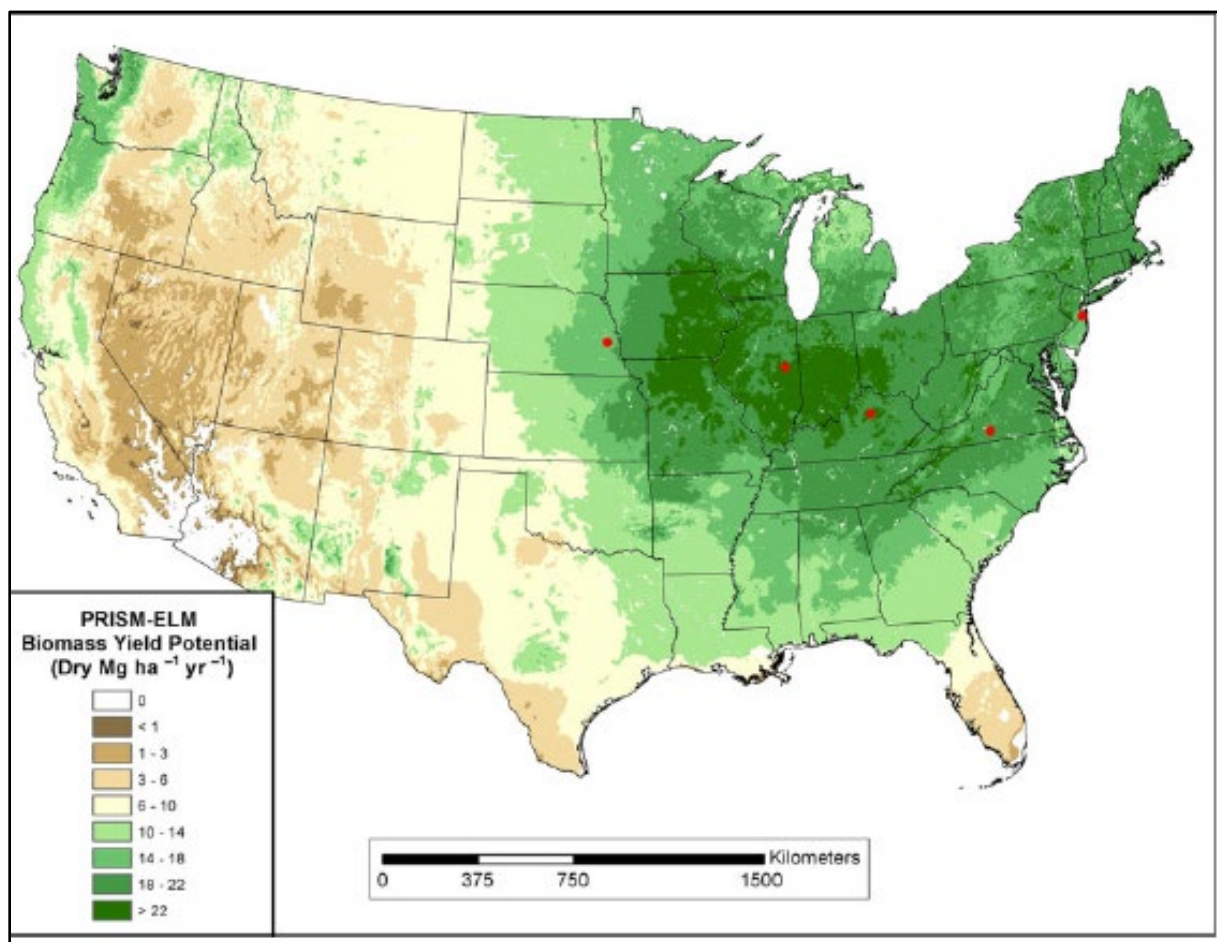 PRISM-ELM
Biomass Yield Potential
(Dry Mg ha ⁻¹ yr ⁻¹)
0
< 1
1 - 3
3 - 6
6 - 10
10 - 14
14 - 18
18 - 22
> 22
Kilometers
0 375 750 1500